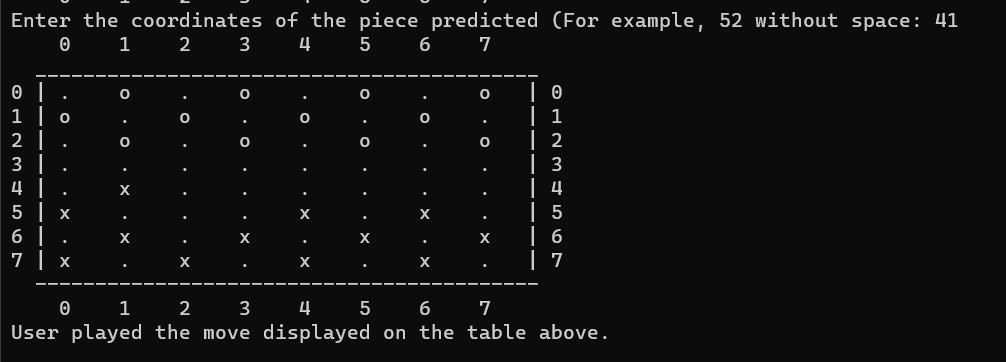 Enter the coordinates of the piece predicted (For example, 52 without space: 41
0 1 2 3 4 5 6 7
0 | . o . o . o . o | 0
1 | o . o . o . o . | 1
2 | . o . o . o . o | 2
3 | . . . . . . . . | 3
4 | . x . . . . . . | 4
5 | x . . . x . x . | 5
6 | . x . x . x . x | 6
7 | x . x . x . x . | 7
0 1 2 3 4 5 6 7
User played the move displayed on the table above.